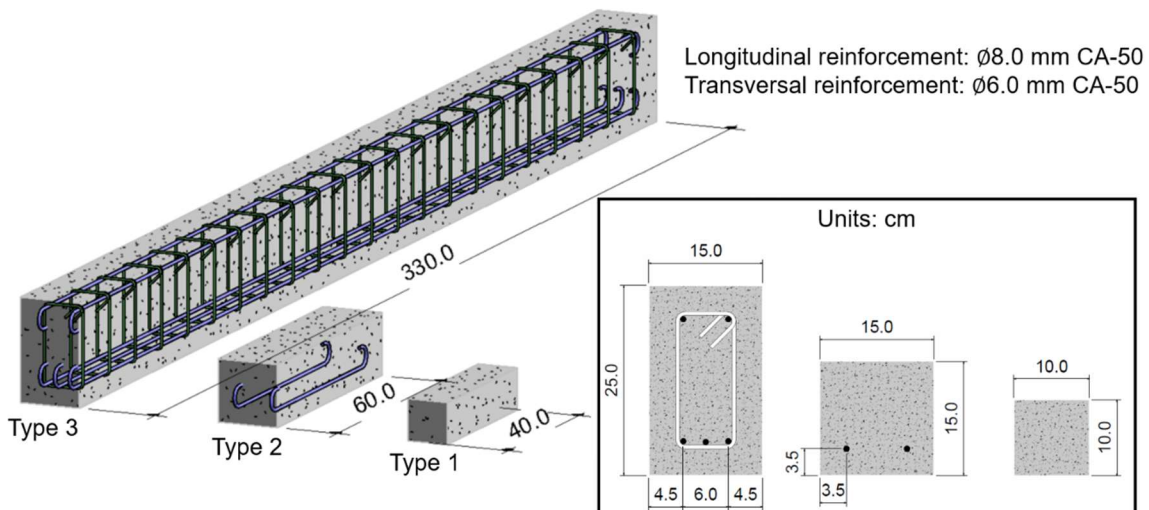 Longitudinal reinforcement: Ø8.0 mm CA-50
Transversal reinforcement: Ø6.0 mm CA-50
330.0
Type 3
60.0
Type 2
40.0
Type 1
Units: cm
15.0
25.0
4.5 6.0 4.5
15.0
15.0
3.5
3.5
10.0
10.0